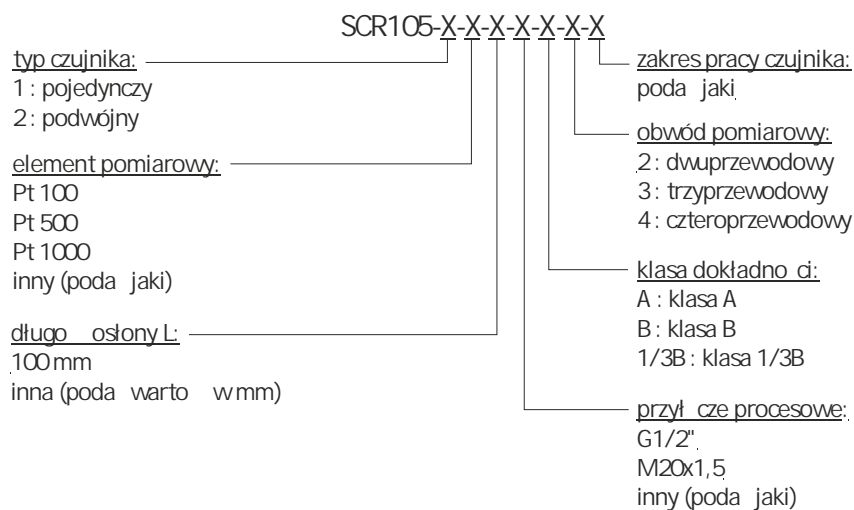 SCR105-X-X-X-X-X-X-X
typ czujnika:
1 : pojedynczy
2 : podwójny
element pomiarowy:
Pt 100
Pt 500
Pt 1000
inny (poda jaki)
długo osłony L:
100 mm
inna (poda warto w mm)
zakres pracy czujnika:
poda jaki
obwód pomiarowy:
2 : dwuprzewodowy
3 : trzyprzewodowy
4 : czteroprzewodowy
klasa dokładno ci:
A : klasa A
B : klasa B
1/3B : klasa 1/3B
przył cze procesowe:
G1/2"
M20x1,5
inny (poda jaki)